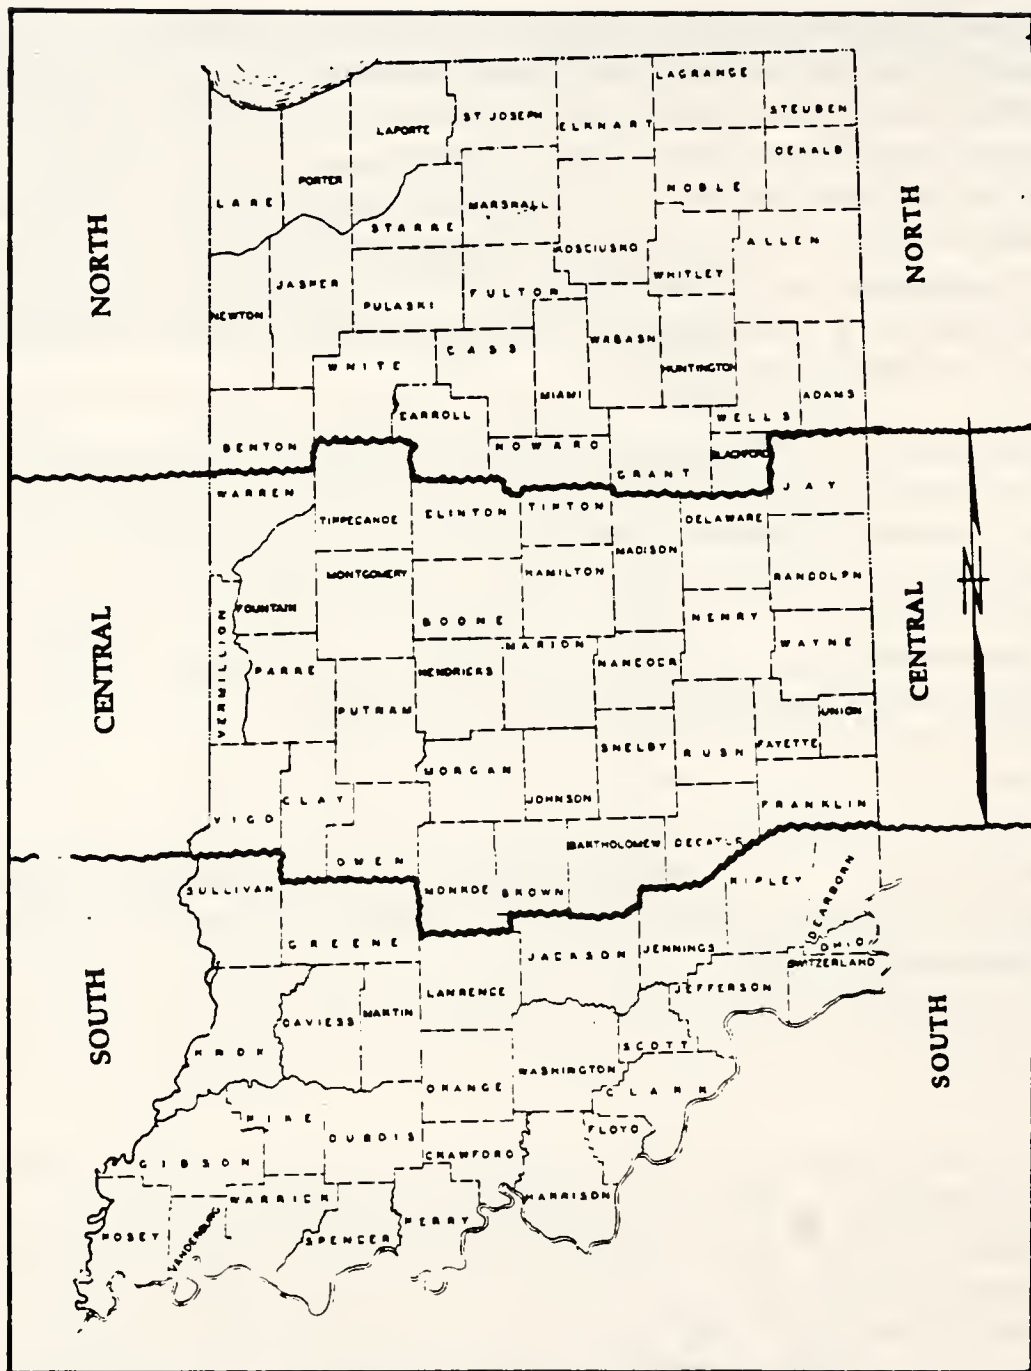 LAGRANGE
STEUBEN
ST JOSEPH
ELKHART
LAPORTE
DEKALB
PORTER
NOBLE
LAKE
MARSHALL
STARKE
ALLEN
NORTH
NORTH
KOSCIUSKO
WHITLEY
JASPER
FULTON
PULASKI
NEWTON
CASS
WABASH
WHITE
HUNTINGTON
MIAMI
ADAMS
CARROLL
WELLS
BENTON
HOWARD
BLACKFORD
GRANT
JAY
WARREN
TIPPECANOE
CLINTON
TIPTON
DELAWARE
MADISON
MONTGOMERY
HAMILTON
RANDOLPH
FOUNTAIN
BOONE
HENRY
MARION
WAYNE
CENTRAL
CENTRAL
VERMILLION
PARKE
HENDRICKS
HANCOCK
PUTNAM
UNION
SHELBY
RUSH
FAYETTE
MORGAN
CLAY
JOHNSON
FRANKLIN
VIGO
OWEN
BARTHOLOMEW
DECATUR
SULLIVAN
MONROE
BROWN
RIPLEY
DEARBORN
GREENE
JACKSON
JENNINGS
OHIO
SWITZERLAND
LAWRENCE
JEFFERSON
SOUTH
SOUTH
DAVIESS
MARTIN
KNOX
SCOTT
WASHINGTON
ORANGE
CLARK
PIKE
DUBOIS
FLOYD
CRAWFORD
GIBSON
HARRISON
WARRICK
PERRY
POSEY
VANDERBURG
SPENCER